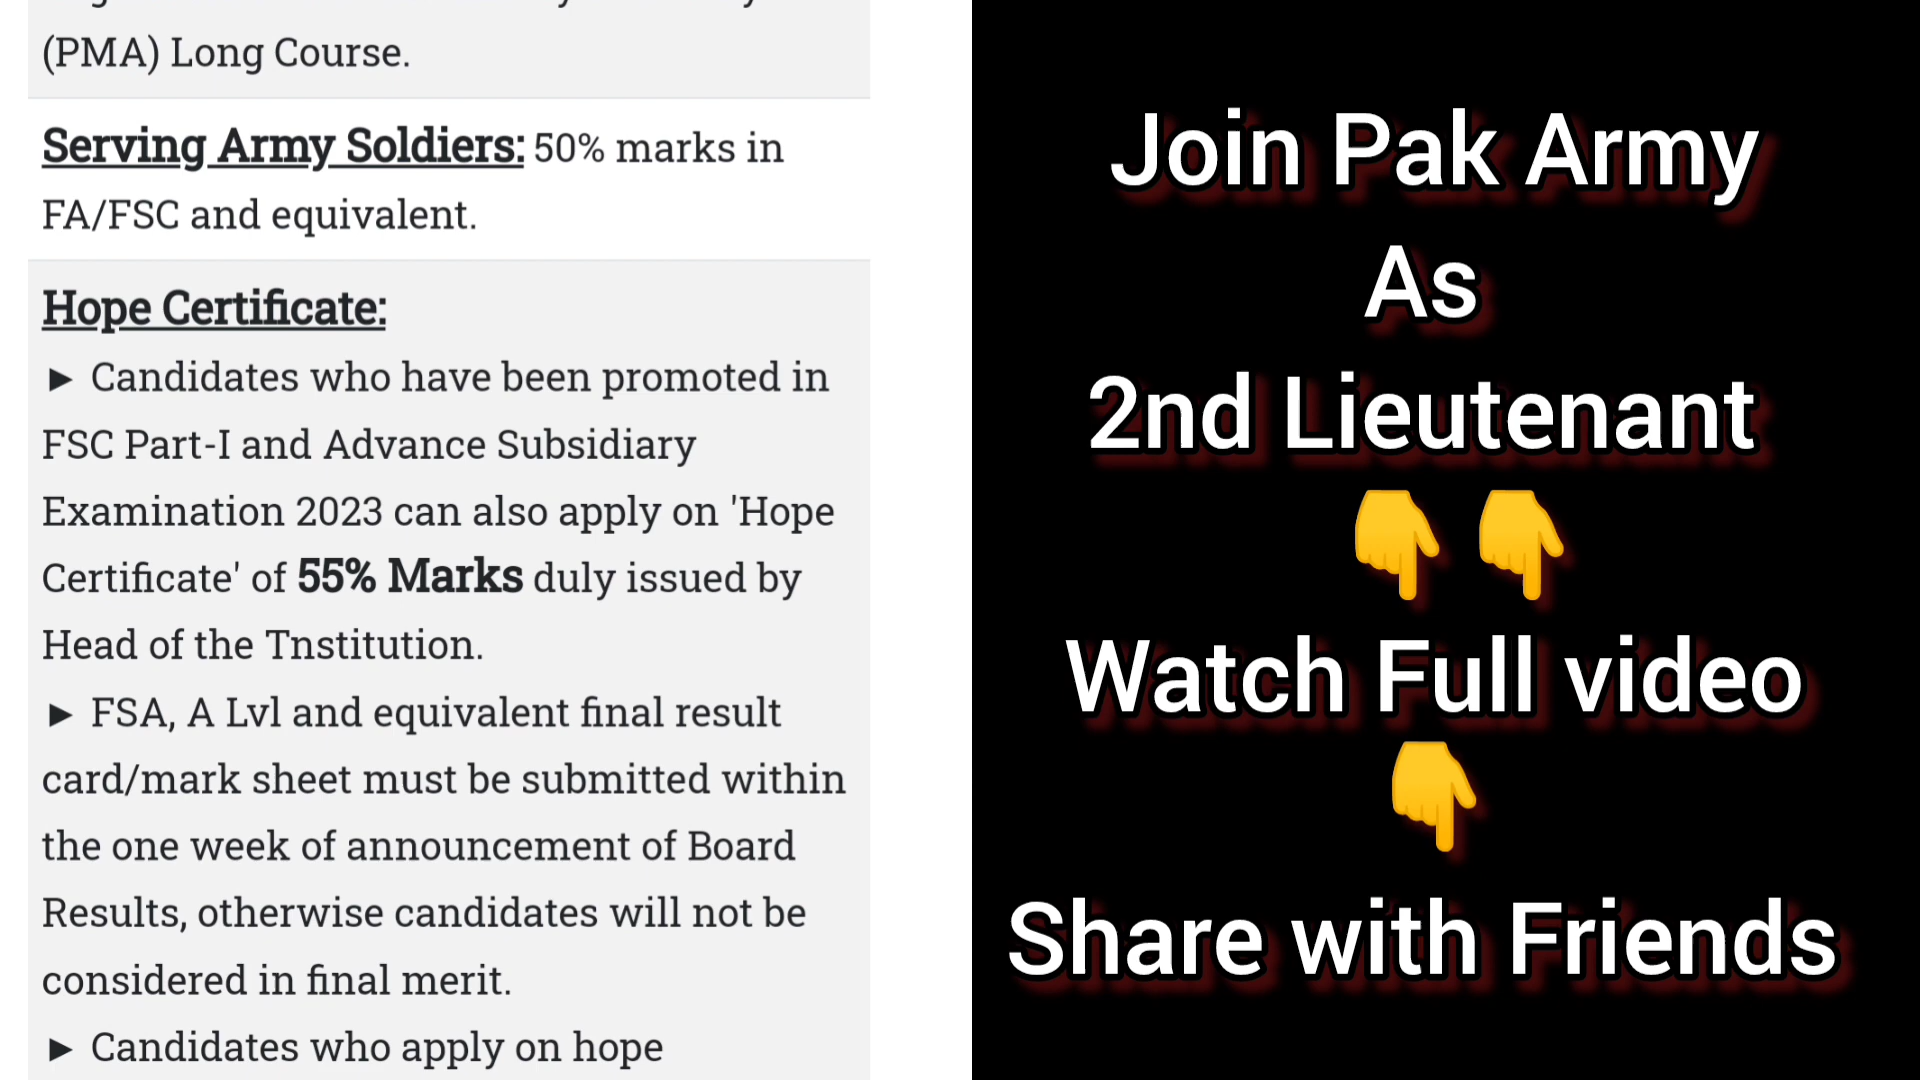 (PMA) Long Course.
Serving Army Soldiers: 50% marks in
FA/FSC and equivalent.
Hope Certificate:
► Candidates who have been promoted in
FSC Part-I and Advance Subsidiary
Examination 2023 can also apply on 'Hope
Certificate' of 55% Marks duly issued by
Head of the Tnstitution.
► FSA, A Lvl and equivalent final result
card/mark sheet must be submitted within
the one week of announcement of Board
Results, otherwise candidates will not be
considered in final merit.
► Candidates who apply on hope
Join Pak Army
As
2nd Lieutenant
👇 👇
Watch Full video
👇
Share with Friends